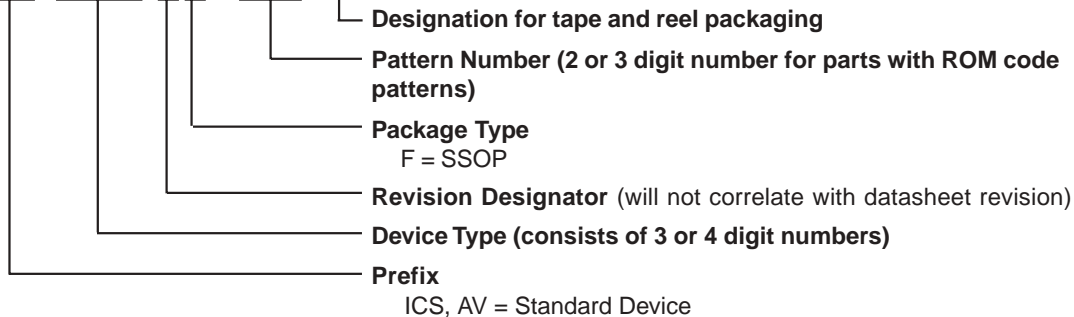 Designation for tape and reel packaging
Pattern Number (2 or 3 digit number for parts with ROM code
patterns)
Package Type
F = SSOP
Revision Designator (will not correlate with datasheet revision)
Device Type (consists of 3 or 4 digit numbers)
Prefix
ICS, AV = Standard Device